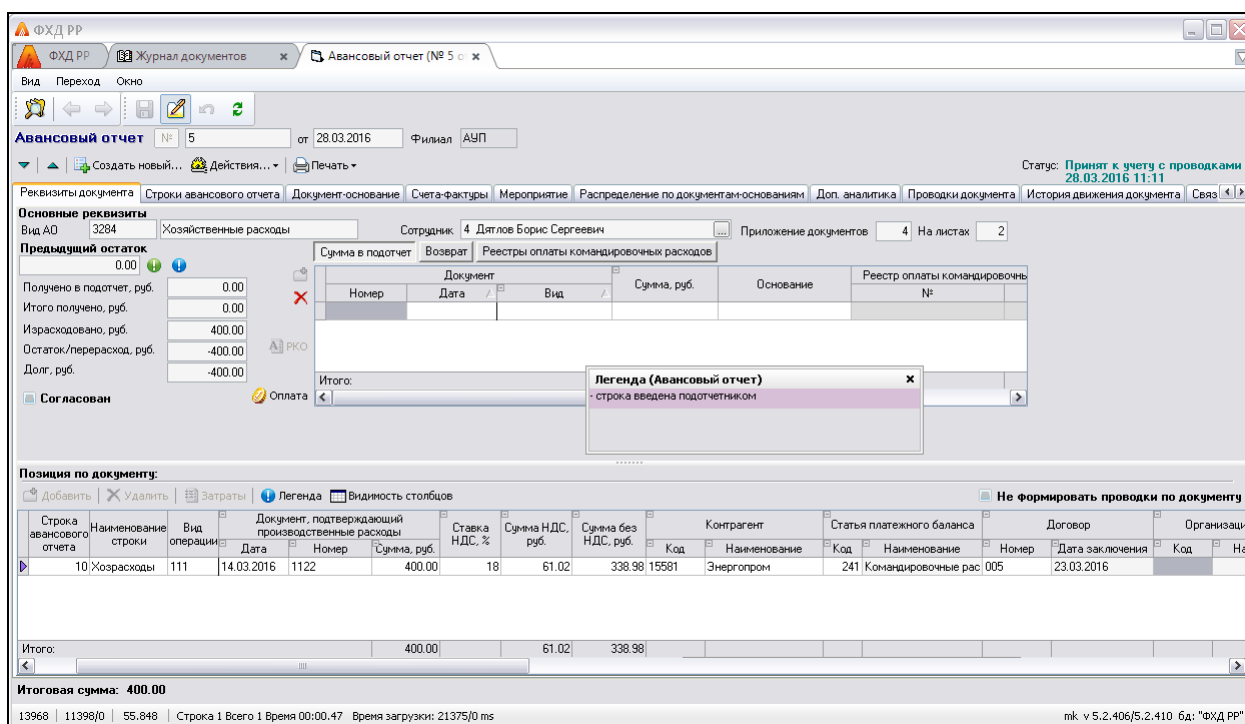 ФХД РР
ФХД РР Журнал документов × Авансовый отчет (№ 5 о ×
Вид Переход Окно
Авансовый отчет № 5 от 28.03.2016 Филиал АУП
Создать новый... Действия... Печать Статус: Принят к учету с проводками
28.03.2016 11:11
Реквизиты документа Строки авансового отчета Документ-основание Счета-фактуры Мероприятие Распределение по документам-основаниям Доп. аналитика Проводки документа История движения документа Связ
Основные реквизиты
Вид АО 3284 Хозяйственные расходы Сотрудник 4 Дятлов Борис Сергеевич ... Приложение документов 4 На листах 2
Предыдущий остаток Сумма в подотчет Возврат Реестры оплаты командировочных расходов
0.00
Документ Сумма, руб. Основание Реестр оплаты командировочнь
Номер Дата Вид №
Получено в подотчет, руб. 0.00
Итого получено, руб. 0.00
Израсходовано, руб. 400.00
Остаток/перерасход, руб. -400.00 РКО
Долг, руб. -400.00
Итого:
Согласован Оплата
Легенда (Авансовый отчет) ×
- строка введена подотчетником
Позиция по документу:
Добавить Удалить Затраты Легенда Видимость столбцов Не формировать проводки по документу
Строка авансового отчета Наименование строки Вид операции Документ, подтверждающий производственные расходы Ставка НДС, % Сумма НДС, руб. Сумма без НДС, руб. Контрагент Статья платежного баланса Договор Организаци
Дата Номер Сумма, руб. Код Наименование Код Наименование Номер Дата заключения Код На
10 Хозрасходы 111 14.03.2016 1122 400.00 18 61.02 338.98 15581 Энергопром 241 Командировочные рас 005 23.03.2016
Итого: 400.00 61.02 338.98
Итоговая сумма: 400.00
13968 11398/0 55.848 Строка 1 Всего 1 Время 00:00.47 Время загрузки: 21375/0 ms mk v 5.2.406/5.2.410 бд: "ФХД РР"